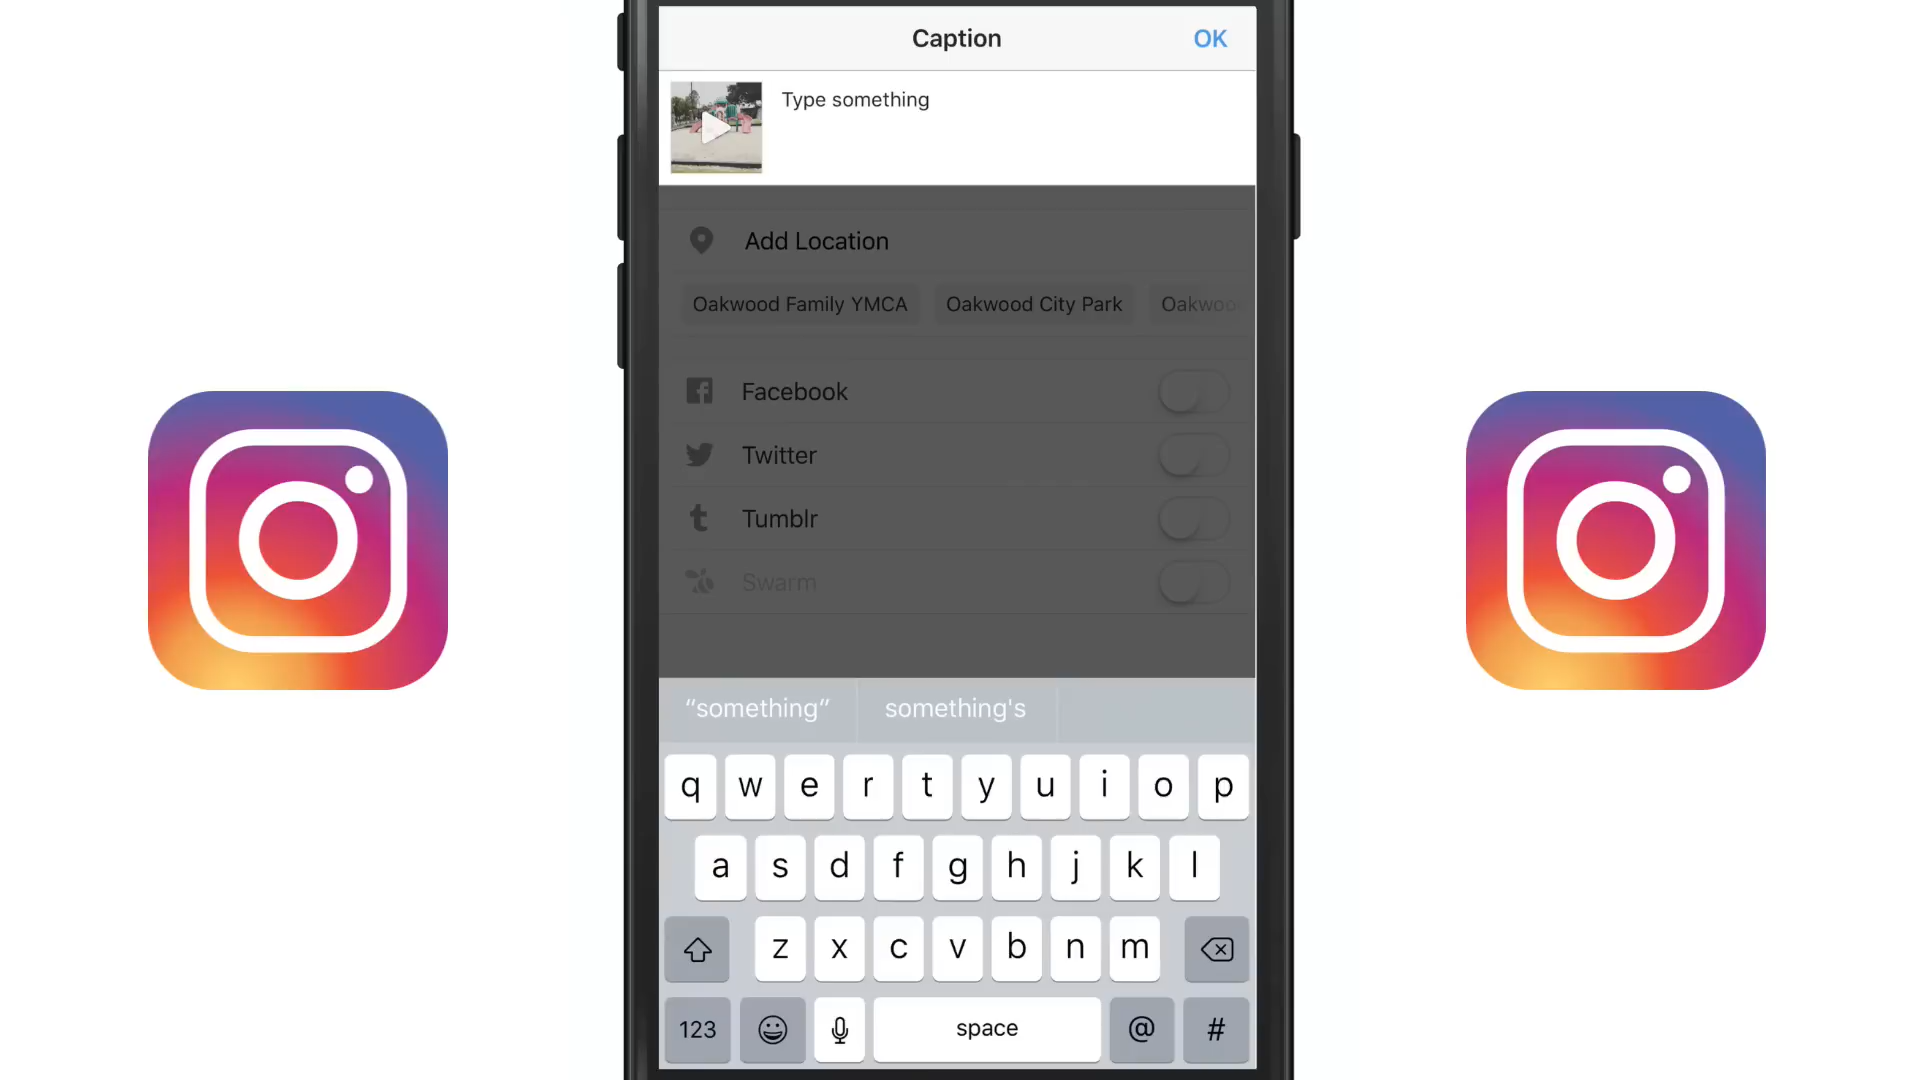 Caption OK
Type something
Add Location
Oakwood Family YMCA Oakwood City Park
Facebook
Twitter
Tumblr
Swarm
“something” something's
q w e r t y u i o p
a s d f g h j k l
z x c v b n m
123 space @ #